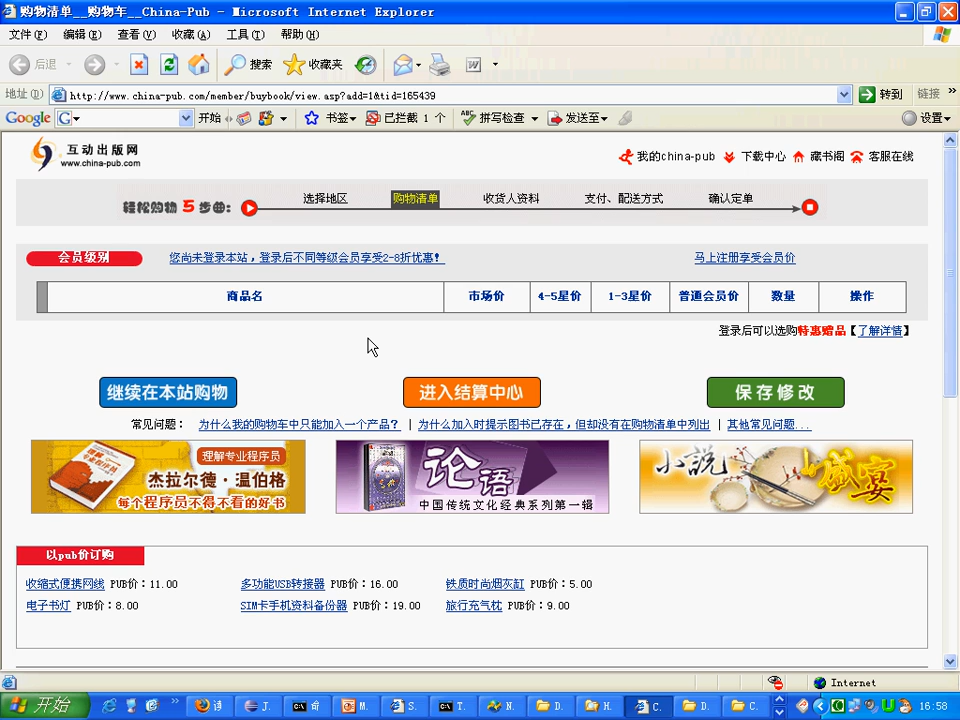 购物清单__购物车__China-Pub - Microsoft Internet Explorer
文件(F) 编辑(E) 查看(V) 收藏(A) 工具(T) 帮助(H)
后退 搜索 收藏夹
地址(D) http://www.china-pub.com/member/buybook/view.asp?add=1&tid=165439 转到 链接 »
Google G 开始 书签 已拦截 1 个 ABC 拼写检查 发送至 设置
互动出版网
www.china-pub.com
我的china-pub 下载中心 藏书阁 客服在线
轻松购物 5 步曲: 选择地区 购物清单 收货人资料 支付、配送方式 确认定单
会员级别 您尚未登录本站，登录后不同等级会员享受2-8折优惠！ 马上注册享受会员价
商品名 市场价 4-5星价 1-3星价 普通会员价 数量 操作
登录后可以选购特惠赠品【了解详情】
继续在本站购物 进入结算中心 保存修改
常见问题： 为什么我的购物车中只能加入一个产品？ | 为什么加入时提示图书已存在，但却没有在购物清单中列出 | 其他常见问题...
理解专业程序员
杰拉尔德·温伯格
每个程序员不得不看的好书
论语
中国传统文化经典系列第一辑
小说 盛宴
以pub价订购
收缩式便携网线 PUB价：11.00 多功能USB转接器 PUB价：16.00 铁质时尚烟灰缸 PUB价：5.00
电子书灯 PUB价：8.00 SIM卡手机资料备份器 PUB价：19.00 旅行充气枕 PUB价：9.00
Internet
开始 » J. 命 M. S. T. N. D. H. C. D. C. 16:58